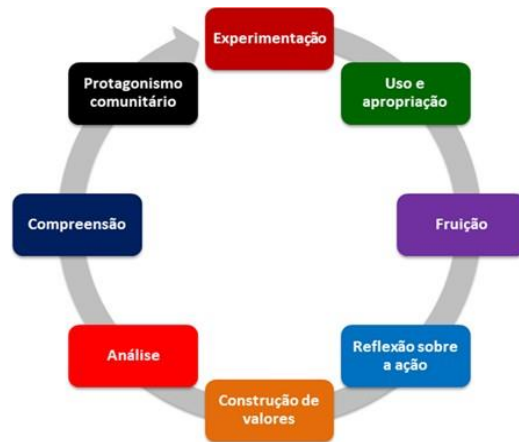 Experimentação
Uso e
apropriação
Fruição
Reflexão sobre
a ação
Construção de
valores
Análise
Compreensão
Protagonismo
comunitário